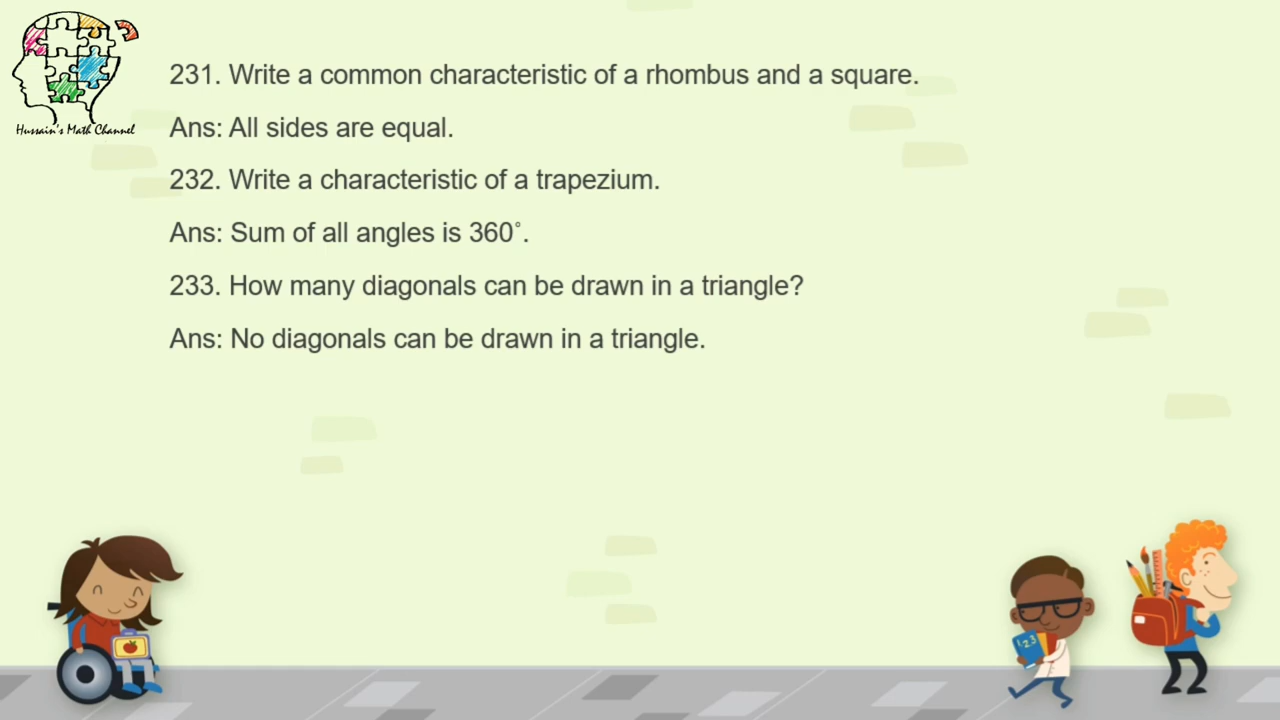 Hussain's Math Channel
231. Write a common characteristic of a rhombus and a square.
Ans: All sides are equal.
232. Write a characteristic of a trapezium.
Ans: Sum of all angles is 360˚.
233. How many diagonals can be drawn in a triangle?
Ans: No diagonals can be drawn in a triangle.
123